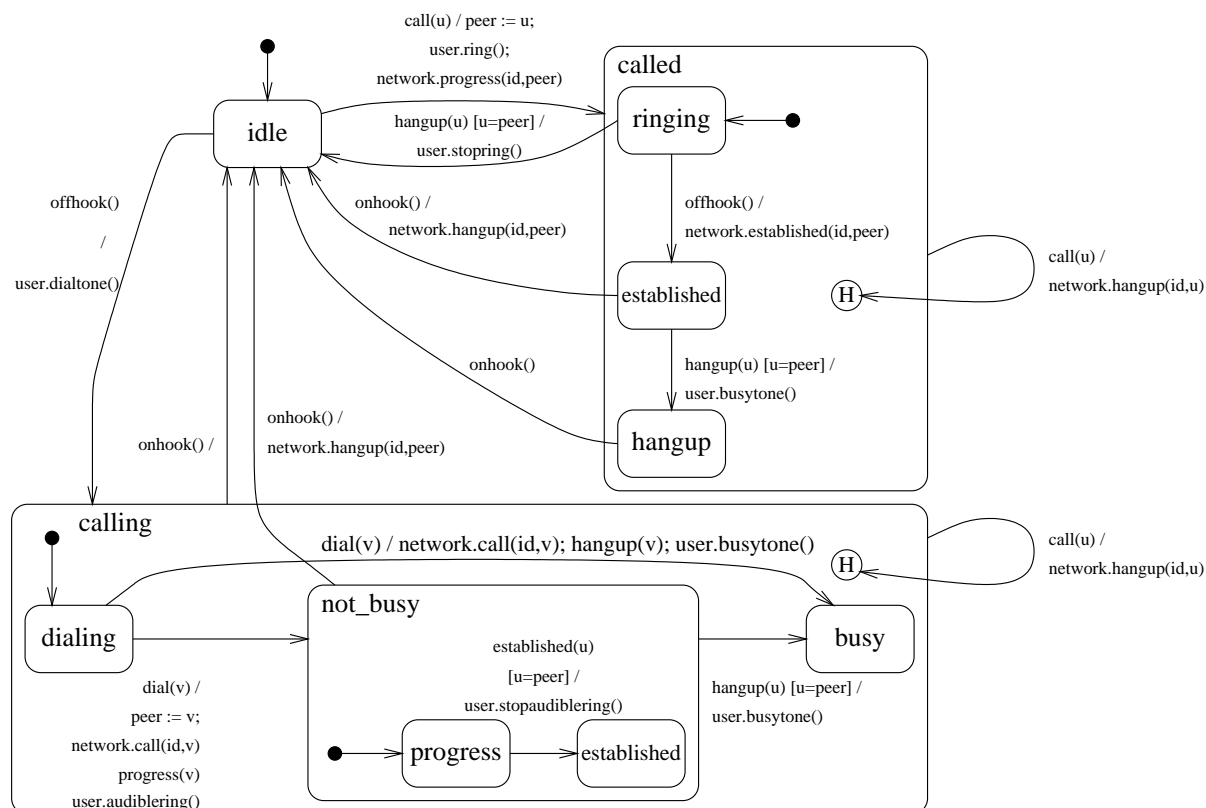 call(u) / peer := u;
user.ring();
network.progress(id,peer)
called
idle
ringing
hangup(u) [u=peer] /
user.stopring()
offhook()
/
user.dialtone()
onhook() /
network.hangup(id,peer)
offhook() /
network.established(id,peer)
call(u) /
network.hangup(id,u)
established
H
onhook()
hangup(u) [u=peer] /
user.busytone()
hangup
onhook() /
onhook() /
network.hangup(id,peer)
calling
dial(v) / network.call(id,v); hangup(v); user.busytone()
H
call(u) /
network.hangup(id,u)
not_busy
dialing
busy
established(u)
[u=peer] /
user.stopaudiblering()
dial(v) /
peer := v;
network.call(id,v)
progress(v)
user.audiblering()
hangup(u) [u=peer] /
user.busytone()
progress
established